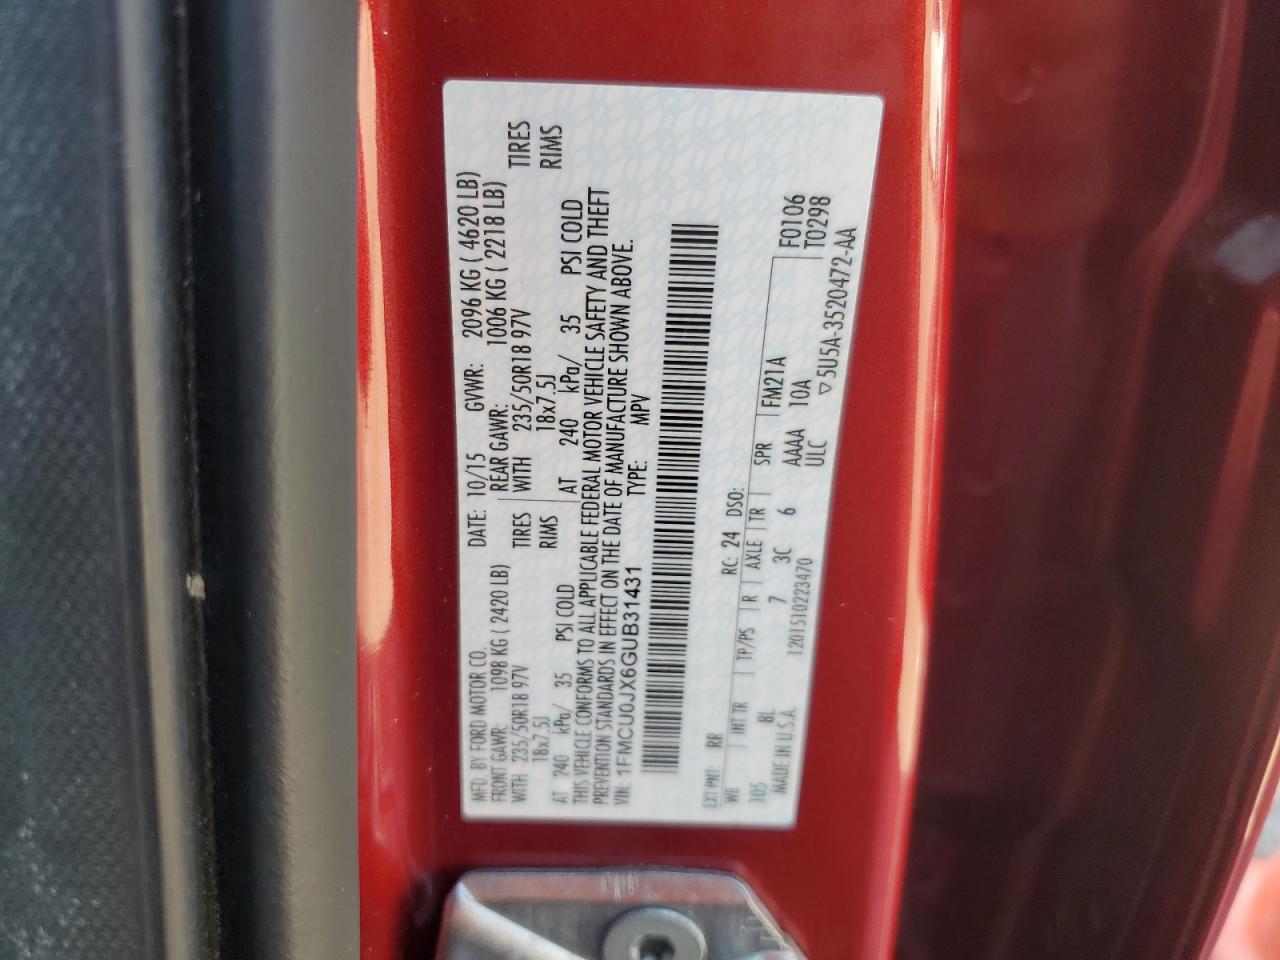 MFD. BY FORD MOTOR CO. DATE: 10/15 GVWR: 2096 KG ( 4620 LB)
FRONT GAWR: 1098 KG ( 2420 LB) REAR GAWR: 1006 KG ( 2218 LB)
WITH 235/50R18 97V TIRES WITH 235/50R18 97V TIRES
18x7.5J RIMS 18x7.5J RIMS
AT 240 kPa/ 35 PSI COLD AT 240 kPa/ 35 PSI COLD
THIS VEHICLE CONFORMS TO ALL APPLICABLE FEDERAL MOTOR VEHICLE SAFETY AND THEFT
PREVENTION STANDARDS IN EFFECT ON THE DATE OF MANUFACTURE SHOWN ABOVE.
VIN: 1FMCU0JX6GUB31431 TYPE: MPV
EXT PNT: RR RC: 24 DSO:
WB INT TR TP/PS R AXLE TR SPR FM21A F0106
105 8L 7 3C 6 AAAA 10A T0298
MADE IN U.S.A. 1201510223470 ULC ▽5U5A-3520472-AA